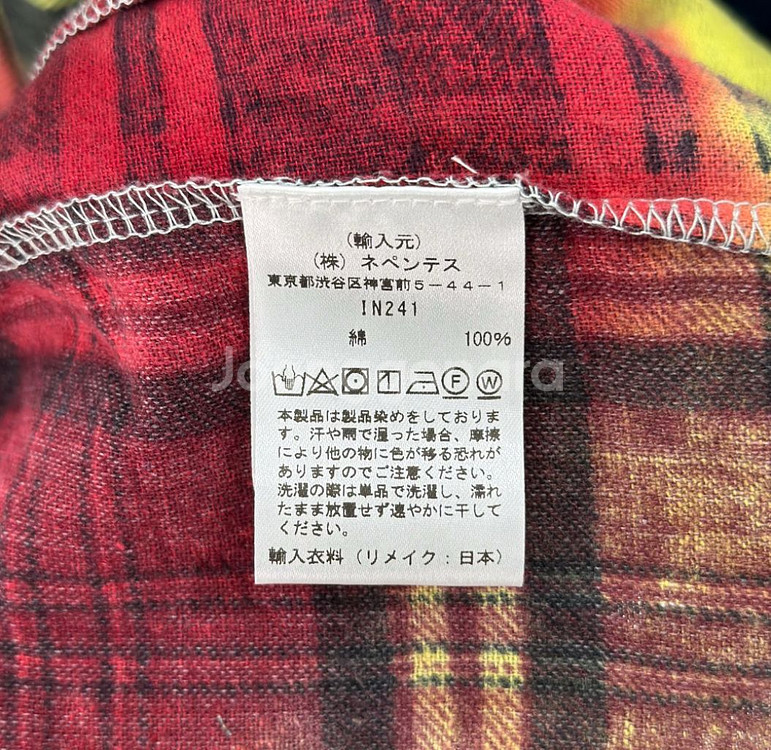 (輸入元)
(株) ネペンテス
東京都渋谷区神宮前5-44-1
IN241
綿 100%
F W
本製品は製品染めをしておりま
す。汗や雨で湿った場合、摩擦
により他の物に色が移る恐れが
ありますのでご注意ください。
洗濯の際は単品で洗濯し、濡れ
たまま放置せず速やかに干して
ください。
輸入衣料 (リメイク:日本)